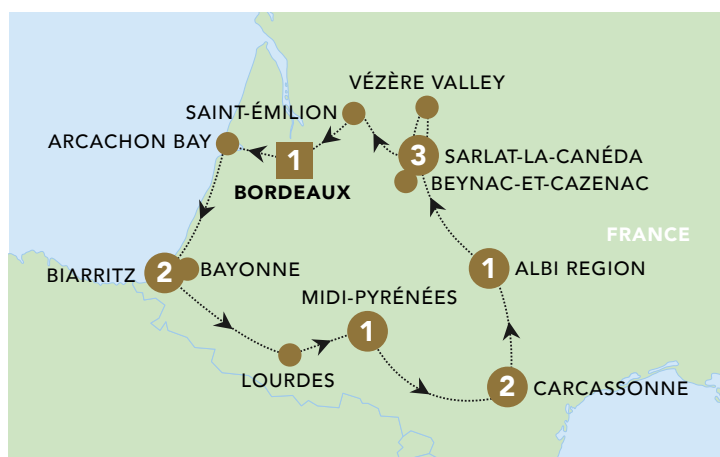 VÉZÈRE VALLEY
SAINT-ÉMILION
ARCACHON BAY
1
BORDEAUX
3
SARLAT-LA-CANÉDA
BEYNAC-ET-CAZENAC
FRANCE
BIARRITZ
2
BAYONNE
1
ALBI REGION
MIDI-PYRÉNÉES
1
LOURDES
2
CARCASSONNE